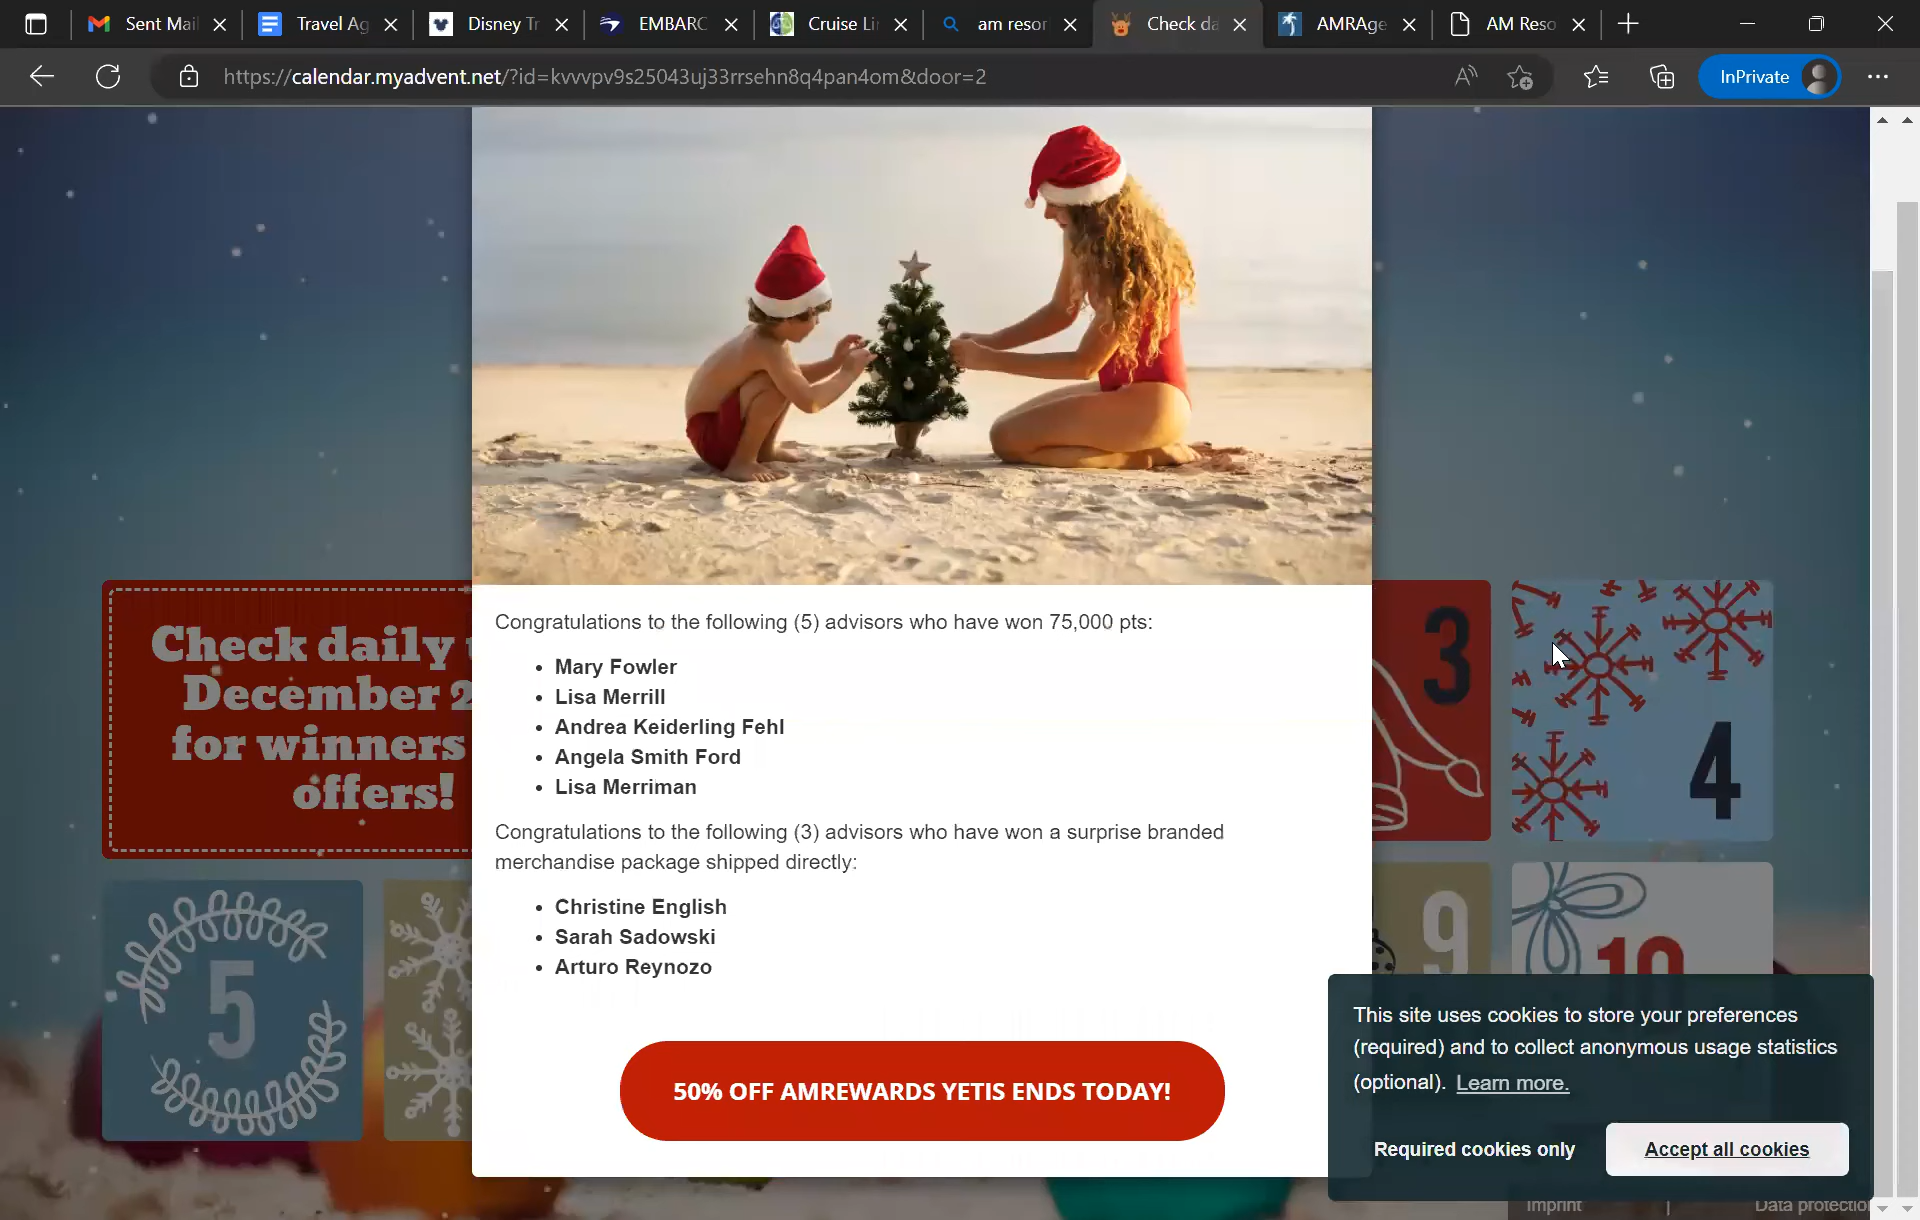 Sent Mai
Travel Ag
Disney Tr
EMBARC
Cruise Li
am resor
Check da
AMRAge
AM Reso
https://calendar.myadvent.net/?id=kvvvpv9s25043uj33rrsehn8q4pan4om&door=2
InPrivate
Check daily
December 2
for winners
offers!
3
4
5
9
10
Congratulations to the following (5) advisors who have won 75,000 pts:
• Mary Fowler
• Lisa Merrill
• Andrea Keiderling Fehl
• Angela Smith Ford
• Lisa Merriman
Congratulations to the following (3) advisors who have won a surprise branded
merchandise package shipped directly:
• Christine English
• Sarah Sadowski
• Arturo Reynozo
50% OFF AMREWARDS YETIS ENDS TODAY!
This site uses cookies to store your preferences
(required) and to collect anonymous usage statistics
(optional). Learn more.
Required cookies only
Accept all cookies
Imprint | Data protectio